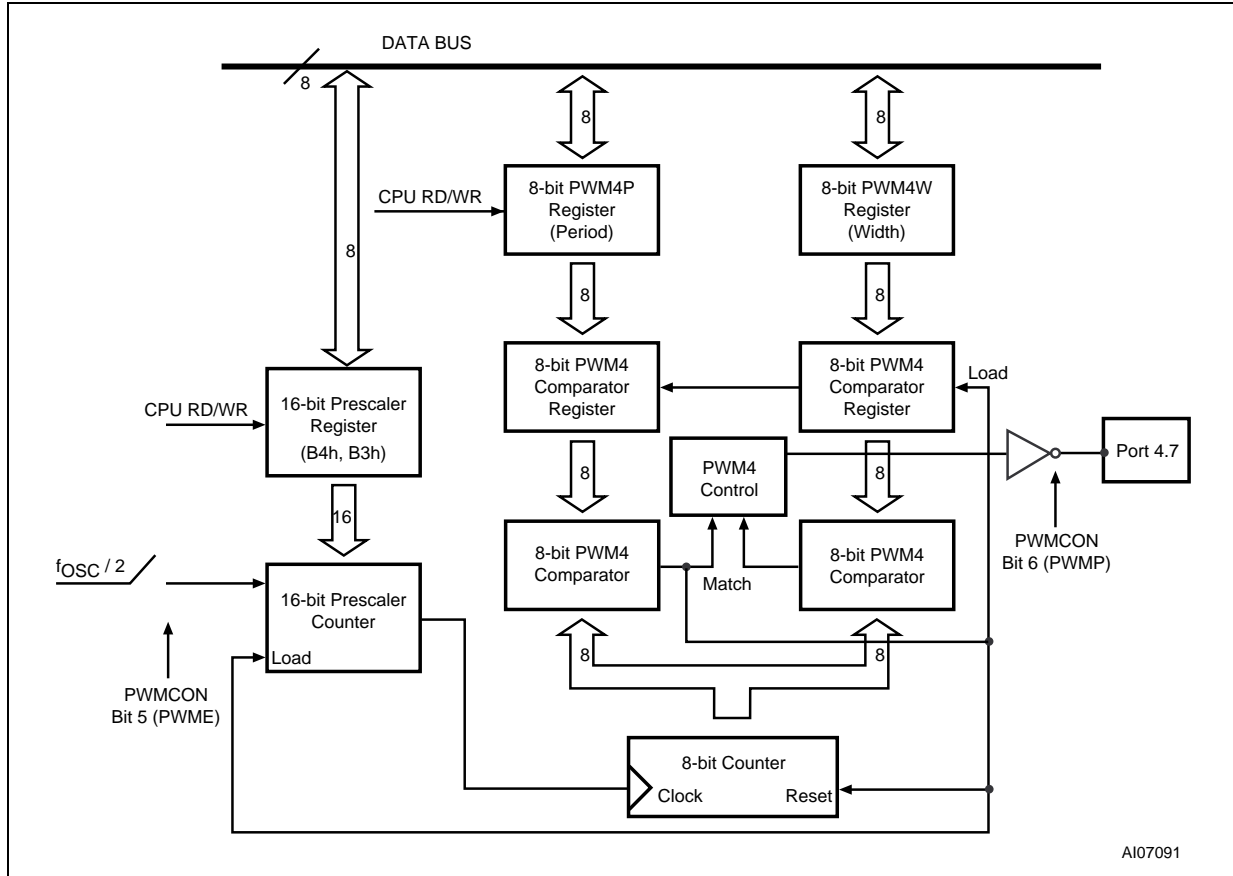 DATA BUS
8
8
8
8
8-bit PWM4P
Register
(Period)
8-bit PWM4W
Register
(Width)
CPU RD/WR
8
8
8-bit PWM4
Comparator
Register
8-bit PWM4
Comparator
Register
Load
CPU RD/WR
16-bit Prescaler
Register
(B4h, B3h)
PWM4
Control
Port 4.7
8
8
16
8-bit PWM4
Comparator
Match
8-bit PWM4
Comparator
PWMCON
Bit 6 (PWMP)
fOSC / 2
16-bit Prescaler
Counter
Load
8
8
PWMCON
Bit 5 (PWME)
8-bit Counter
Clock
Reset
AI07091